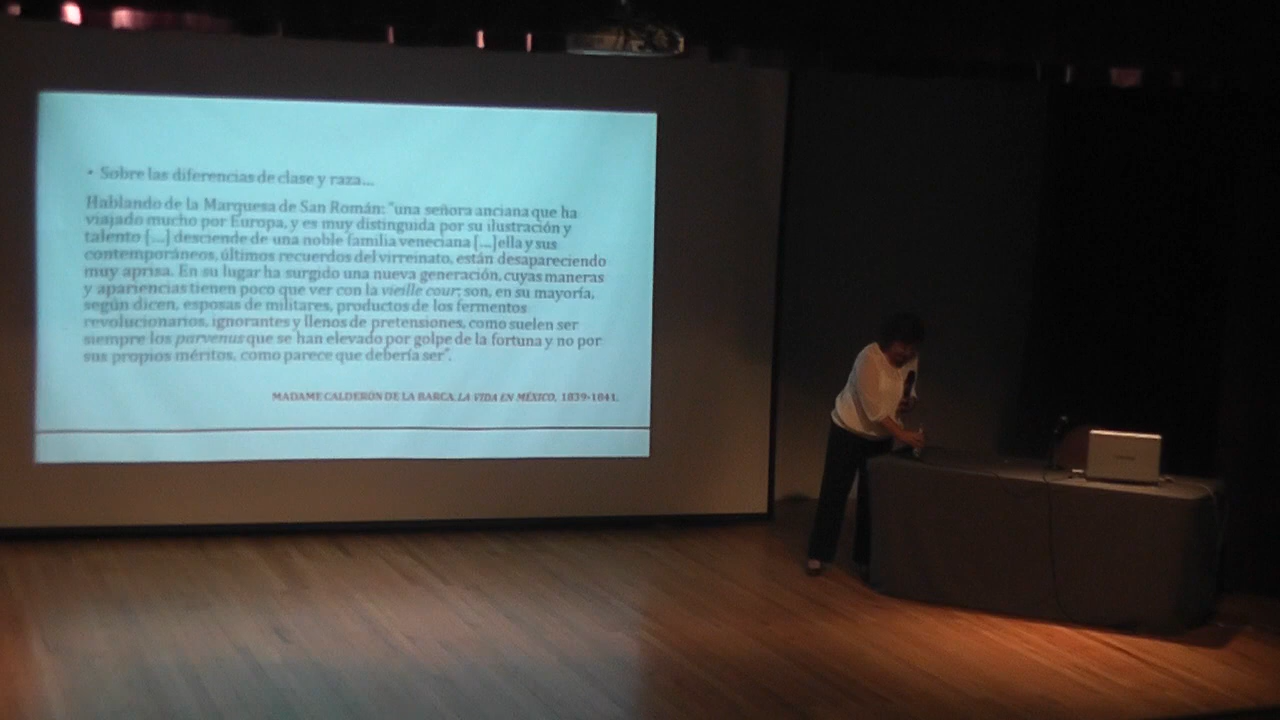 • Sobre las diferencias de clase y raza...
Hablando de la Marquesa de San Román: "una señora anciana que ha
viajado mucho por Europa, y es muy distinguida por su ilustración y
talento [...] desciende de una noble familia veneciana [...]ella y sus
contemporáneos, últimos recuerdos del virreinato, están desapareciendo
muy aprisa. En su lugar ha surgido una nueva generación, cuyas maneras
y apariencias tienen poco que ver con la vieille cour; son, en su mayoría,
según dicen, esposas de militares, productos de los fermentos
revolucionarios, ignorantes y llenos de pretensiones, como suelen ser
siempre los parvenus que se han elevado por golpe de la fortuna y no por
sus propios méritos, como parece que debería ser".
MADAME CALDERÓN DE LA BARCA. LA VIDA EN MÉXICO, 1839-1841.